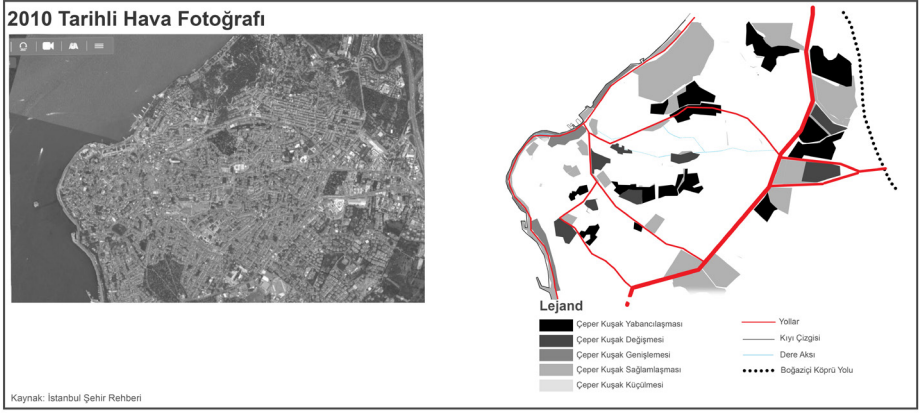 2010 Tarihli Hava Fotoğrafı
Lejand
Çeper Kuşak Yabancılaşması
Çeper Kuşak Değişmesi
Çeper Kuşak Genişlemesi
Çeper Kuşak Sağlamlaşması
Çeper Kuşak Küçülmesi
Yollar
Kıyı Çizgisi
Dere Aksı
Boğaziçi Köprü Yolu
Kaynak: İstanbul Şehir Rehberi